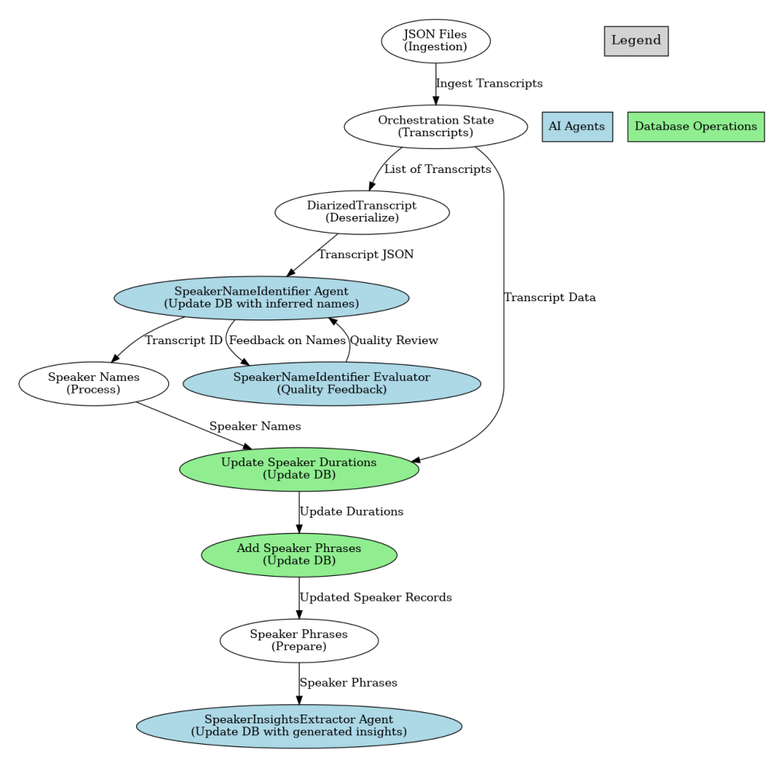 JSON Files
(Ingestion)
Legend
Ingest Transcripts
Orchestration State
(Transcripts)
AI Agents
Database Operations
List of Transcripts
DiarizedTranscript
(Deserialize)
Transcript JSON
SpeakerNameIdentifier Agent
(Update DB with inferred names)
Transcript Data
Transcript ID
Feedback on Names
Quality Review
Speaker Names
(Process)
SpeakerNameIdentifier Evaluator
(Quality Feedback)
Speaker Names
Update Speaker Durations
(Update DB)
Update Durations
Add Speaker Phrases
(Update DB)
Updated Speaker Records
Speaker Phrases
(Prepare)
Speaker Phrases
SpeakerInsightsExtractor Agent
(Update DB with generated insights)